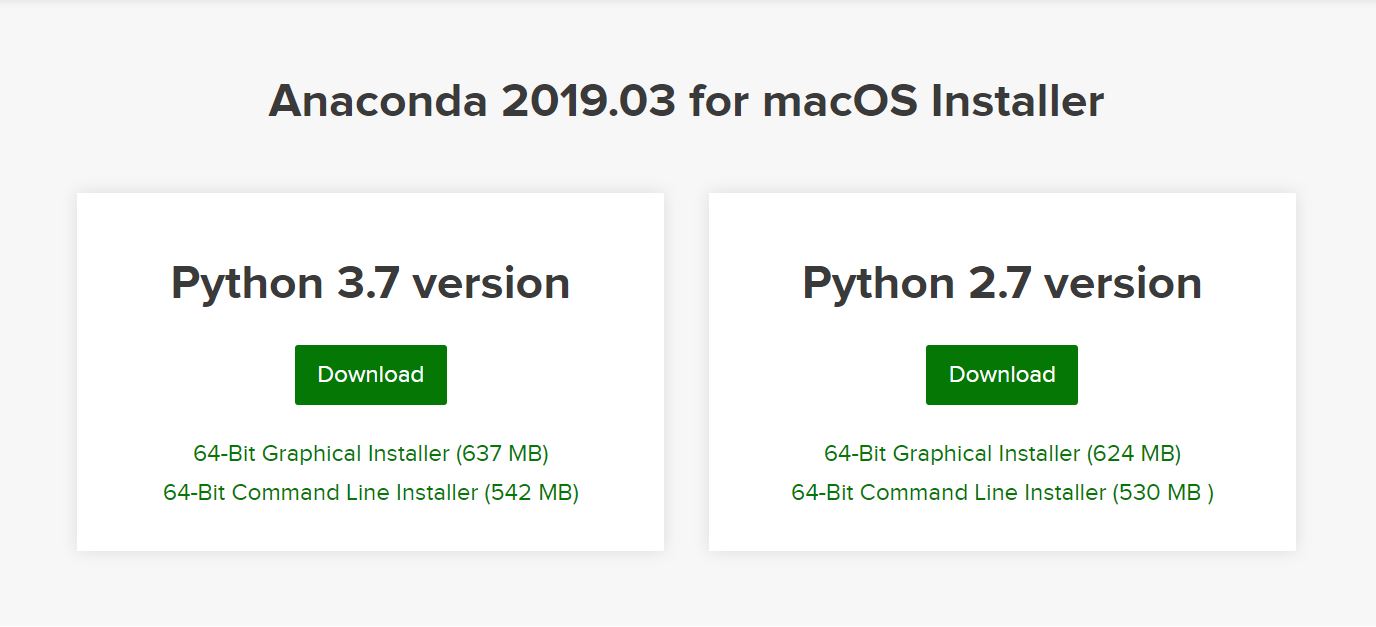 Anaconda 2019.03 for macOS Installer
Python 3.7 version
Download
64-Bit Graphical Installer (637 MB)
64-Bit Command Line Installer (542 MB)
Python 2.7 version
Download
64-Bit Graphical Installer (624 MB)
64-Bit Command Line Installer (530 MB )